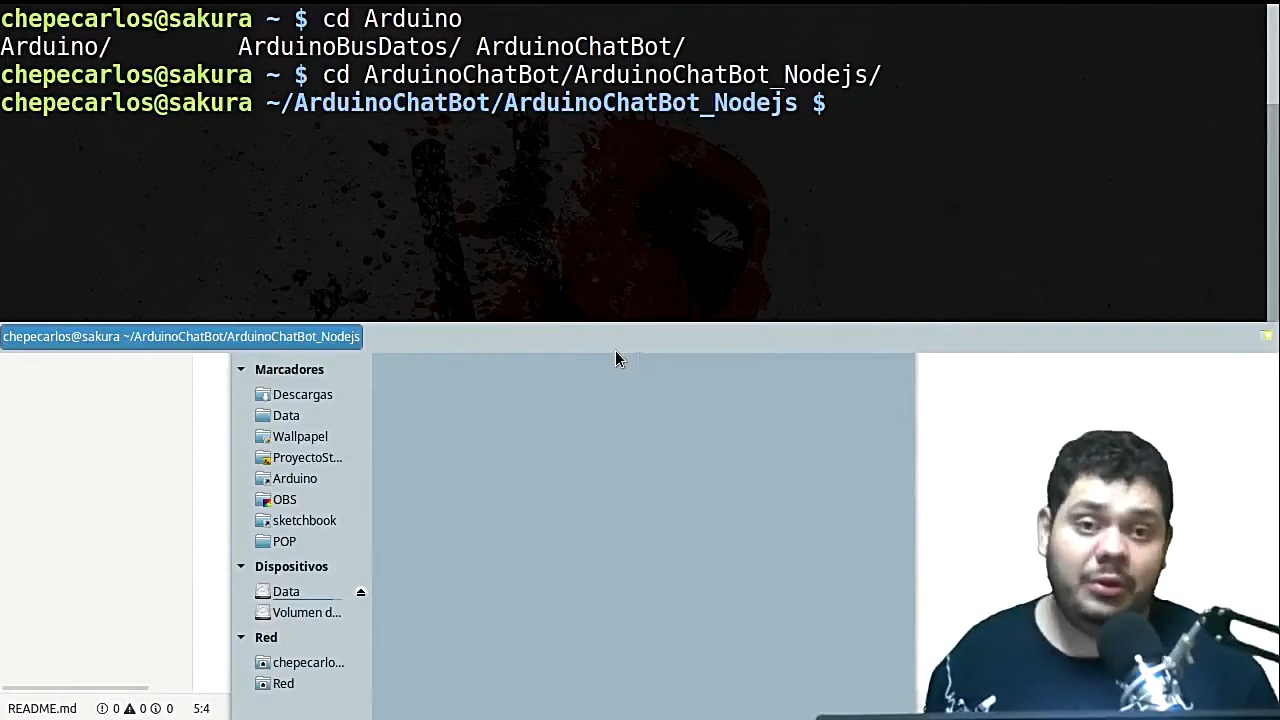 chepecarlos@sakura ~ $ cd Arduino
Arduino/ ArduinoBusDatos/ ArduinoChatBot/
chepecarlos@sakura ~ $ cd ArduinoChatBot/ArduinoChatBot_Nodejs/
chepecarlos@sakura ~/ArduinoChatBot/ArduinoChatBot_Nodejs $
chepecarlos@sakura ~/ArduinoChatBot/ArduinoChatBot_Nodejs
Marcadores
Descargas
Data
Wallpapel
ProyectoSt...
Arduino
OBS
sketchbook
POP
Dispositivos
Data
Volumen d...
Red
chepecarlo...
Red
README.md 0 0 0 5:4